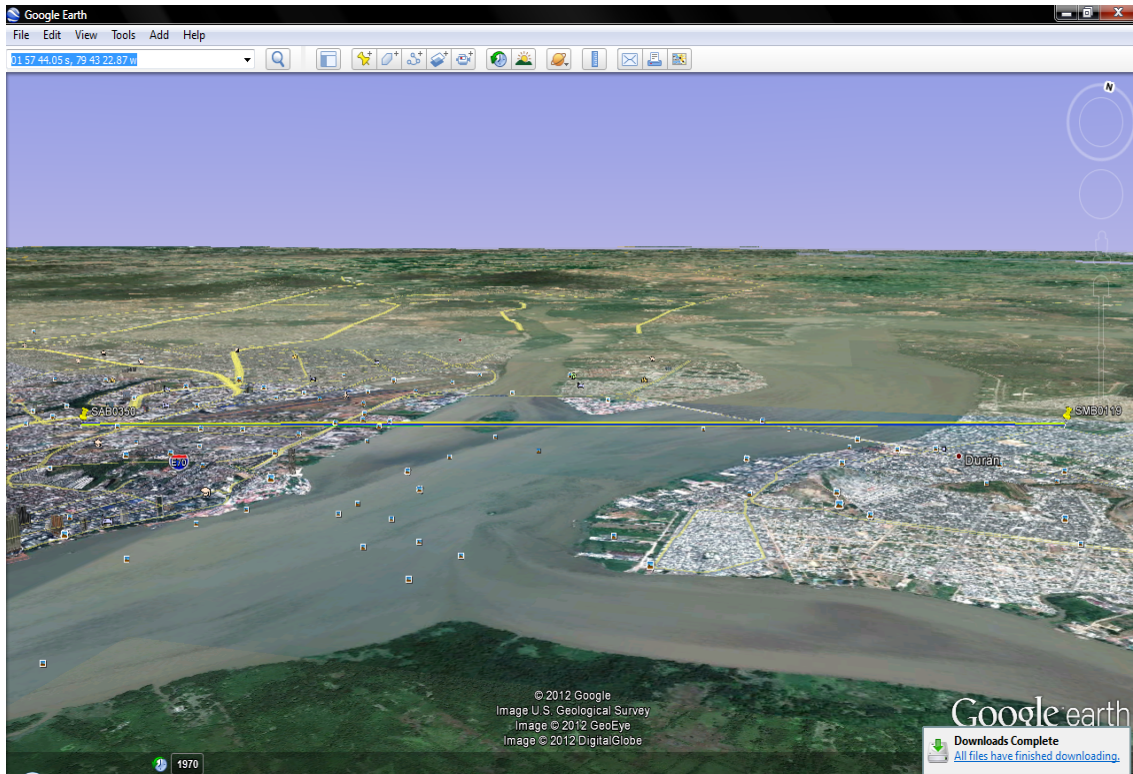 Google Earth
File Edit View Tools Add Help
01 57 44.05 s, 79 43 22.87 w
N
SAB0350
SMB0119
E70
Durán
© 2012 Google
Image U.S. Geological Survey
Image © 2012 GeoEye
Image © 2012 DigitalGlobe
Google earth
Downloads Complete
All files have finished downloading.
1970